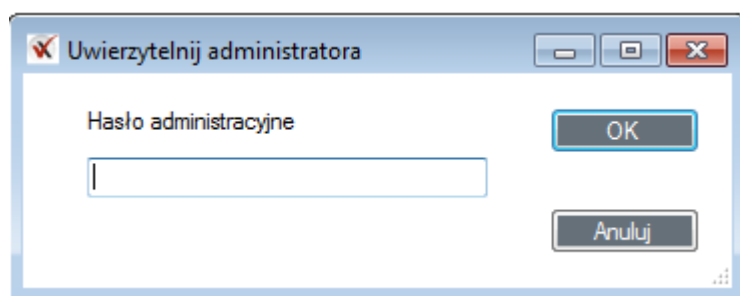 Uwierzytelnij administratora
Hasło administracyjne
OK
Anuluj